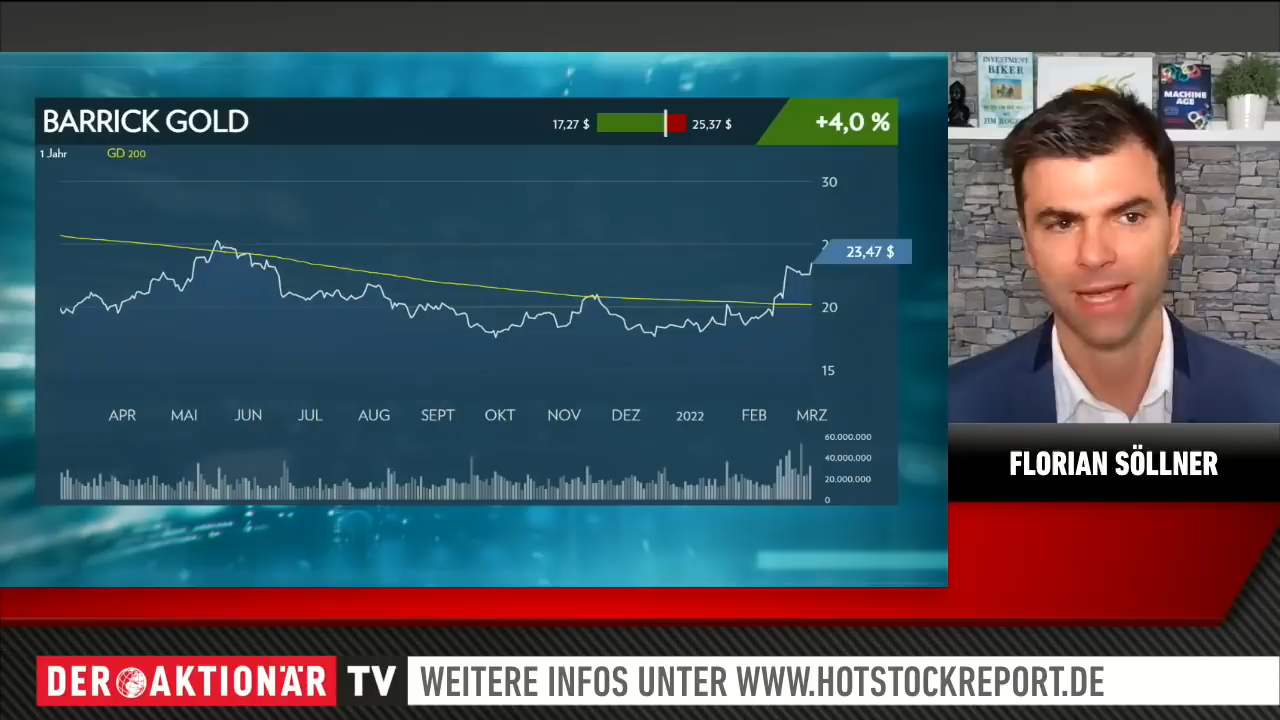 BARRICK GOLD
17,27 $
25,37 $
+4,0 %
1 Jahr
GD 200
30
23,47 $
20
15
APR MAI JUN JUL AUG SEPT OKT NOV DEZ 2022 FEB MRZ
60.000.000
40.000.000
20.000.000
0
INVESTMENT
BIKER
MACHINE
AGE
FLORIAN SÖLLNER
DER AKTIONÄR TV
WEITERE INFOS UNTER WWW.HOTSTOCKREPORT.DE